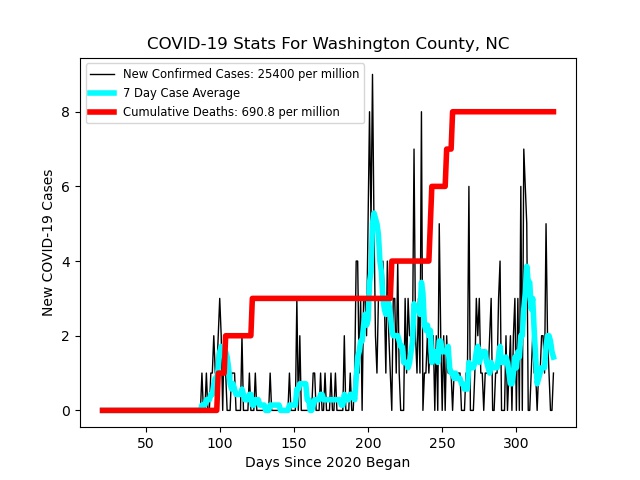 COVID-19 Stats For Washington County, NC
New Confirmed Cases: 25400 per million
7 Day Case Average
Cumulative Deaths: 690.8 per million
New COVID-19 Cases
8
6
4
2
0
50 100 150 200 250 300
Days Since 2020 Began